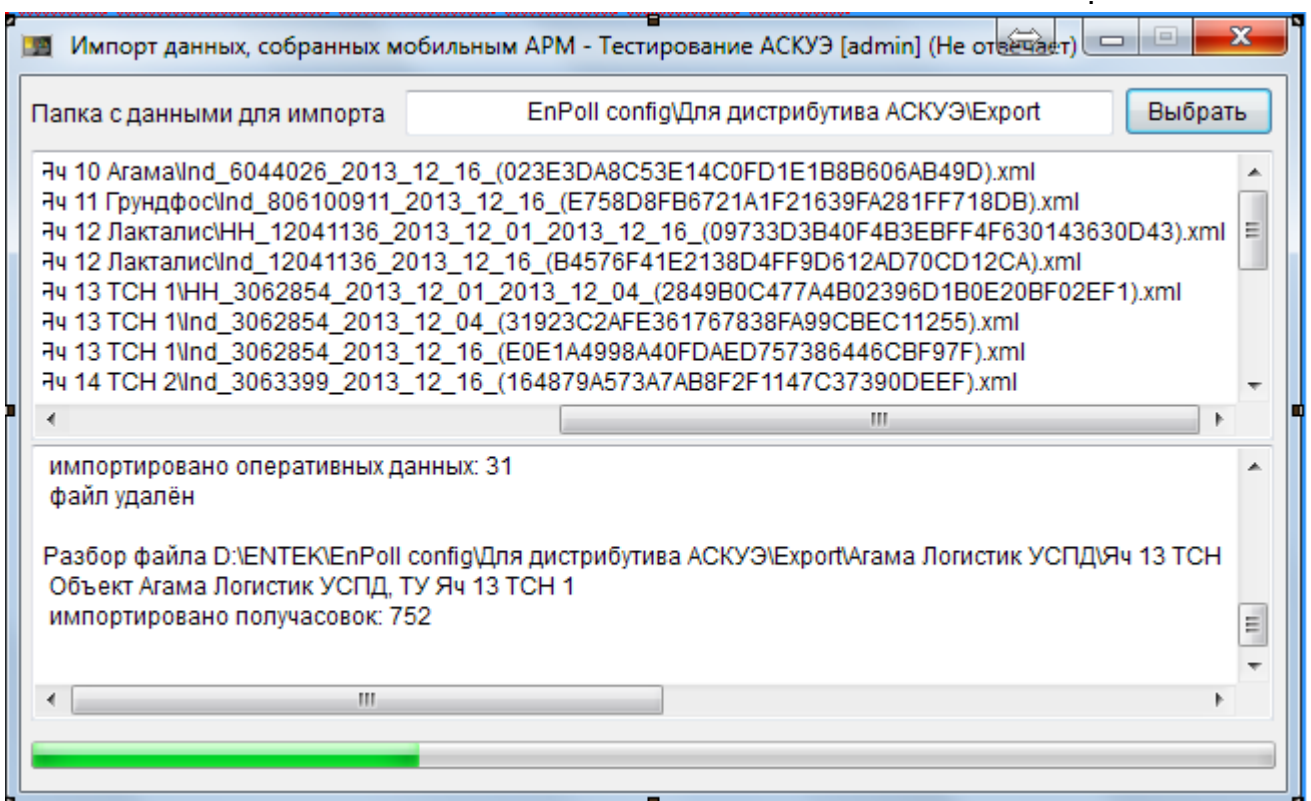 Импорт данных, собранных мобильным АРМ - Тестирование АСКУЭ [admin] (Не отвечает)
Папка с данными для импорта
EnPoll config\Для дистрибутива АСКУЭ\Export
Выбрать
Яч 10 Агама\Ind_6044026_2013_12_16_(023E3DA8C53E14C0FD1E1B8B606AB49D).xml
Яч 11 Грундфос\Ind_806100911_2013_12_16_(E758D8FB6721A1F21639FA281FF718DB).xml
Яч 12 Лакталис\HH_12041136_2013_12_01_2013_12_16_(09733D3B40F4B3EBFF4F630143630D43).xml
Яч 12 Лакталис\Ind_12041136_2013_12_16_(B4576F41E2138D4FF9D612AD70CD12CA).xml
Яч 13 ТСН 1\HH_3062854_2013_12_01_2013_12_04_(2849B0C477A4B02396D1B0E20BF02EF1).xml
Яч 13 ТСН 1\Ind_3062854_2013_12_04_(31923C2AFE361767838FA99CBEC11255).xml
Яч 13 ТСН 1\Ind_3062854_2013_12_16_(E0E1A4998A40FDAED757386446CBF97F).xml
Яч 14 ТСН 2\Ind_3063399_2013_12_16_(164879A573A7AB8F2F1147C37390DEEF).xml
импортировано оперативных данных: 31
файл удалён
Разбор файла D:\ENTEK\EnPoll config\Для дистрибутива АСКУЭ\Export\Агама Логистик УСПД\Яч 13 ТСН
Объект Агама Логистик УСПД, ТУ Яч 13 ТСН 1
импортировано получасовок: 752